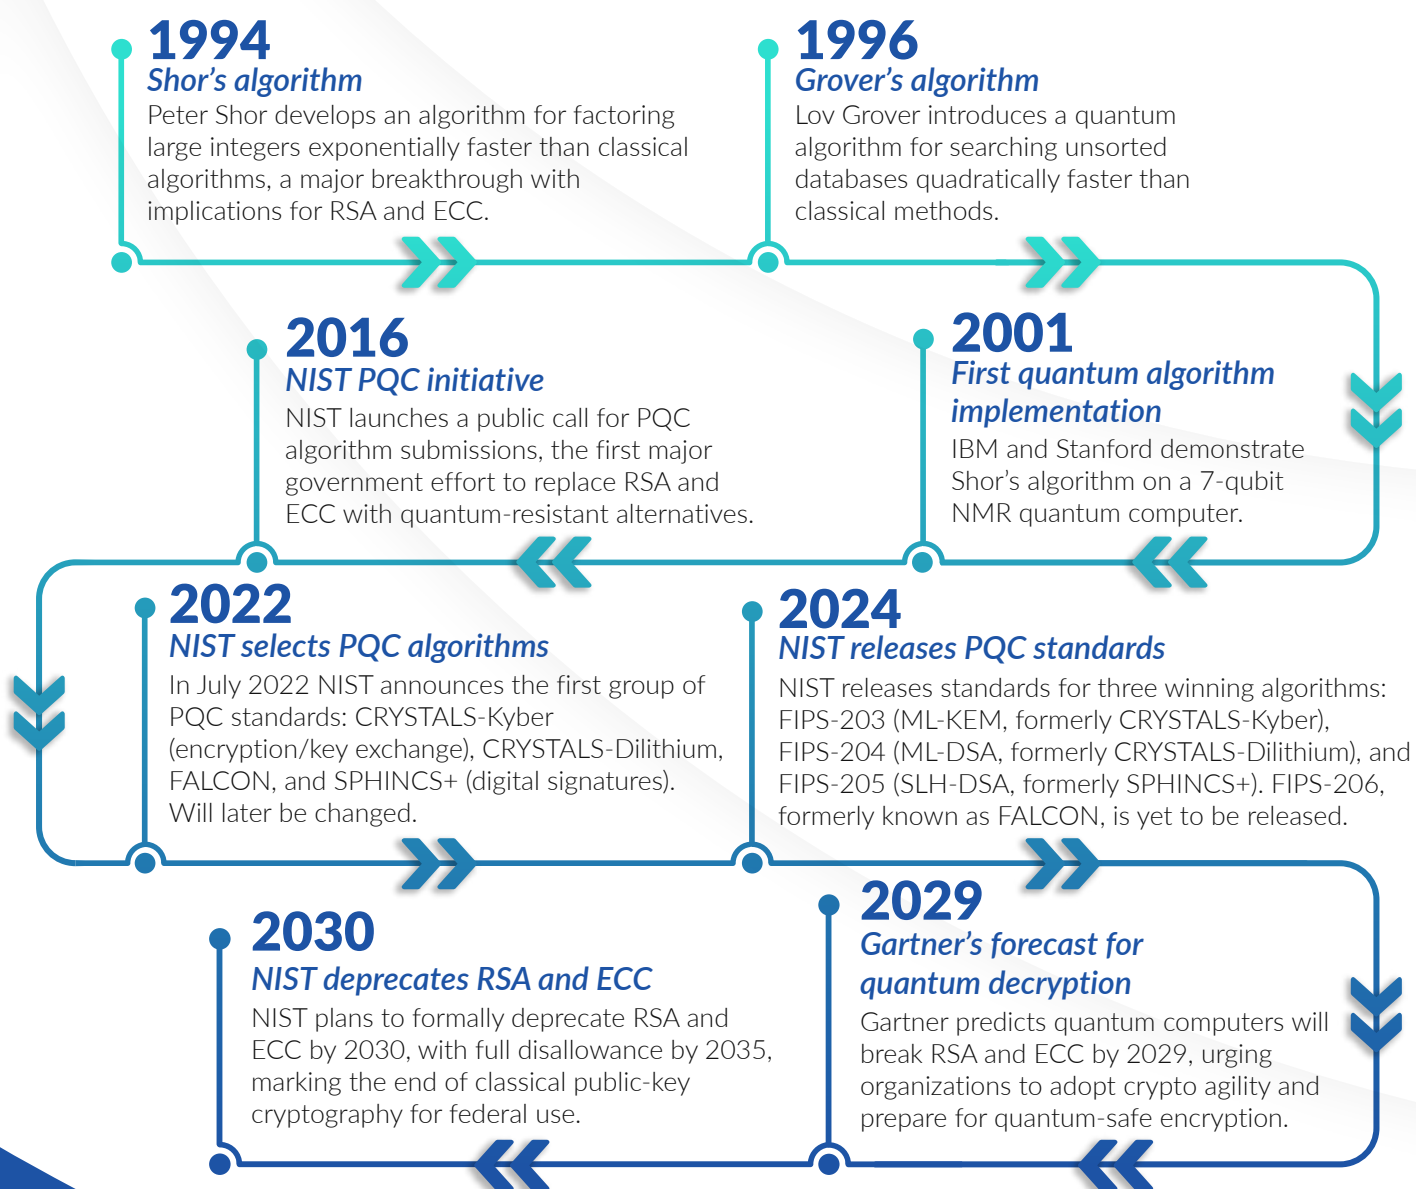 1994
Shor’s algorithm
Peter Shor develops an algorithm for factoring
large integers exponentially faster than classical
algorithms, a major breakthrough with
implications for RSA and ECC.
1996
Grover’s algorithm
Lov Grover introduces a quantum
algorithm for searching unsorted
databases quadratically faster than
classical methods.
2001
First quantum algorithm
implementation
IBM and Stanford demonstrate
Shor’s algorithm on a 7-qubit
NMR quantum computer.
2016
NIST PQC initiative
NIST launches a public call for PQC
algorithm submissions, the first major
government effort to replace RSA and
ECC with quantum-resistant alternatives.
2022
NIST selects PQC algorithms
In July 2022 NIST announces the first group of
PQC standards: CRYSTALS-Kyber
(encryption/key exchange), CRYSTALS-Dilithium,
FALCON, and SPHINCS+ (digital signatures).
Will later be changed.
2024
NIST releases PQC standards
NIST releases standards for three winning algorithms:
FIPS-203 (ML-KEM, formerly CRYSTALS-Kyber),
FIPS-204 (ML-DSA, formerly CRYSTALS-Dilithium), and
FIPS-205 (SLH-DSA, formerly SPHINCS+). FIPS-206,
formerly known as FALCON, is yet to be released.
2029
Gartner’s forecast for
quantum decryption
Gartner predicts quantum computers will
break RSA and ECC by 2029, urging
organizations to adopt crypto agility and
prepare for quantum-safe encryption.
2030
NIST deprecates RSA and ECC
NIST plans to formally deprecate RSA and
ECC by 2030, with full disallowance by 2035,
marking the end of classical public-key
cryptography for federal use.